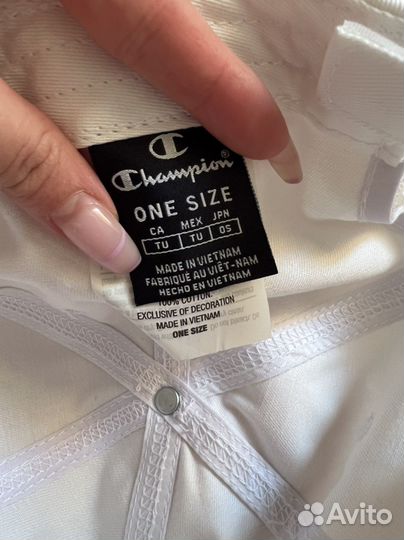 Champion®
ONE SIZE
CA MEX JPN
TU TU OS
MADE IN VIETNAM
FABRIQUÉ AU VIÊT-NAM
HECHO EN VIETNAM
100% COTTON.
EXCLUSIVE OF DECORATION
MADE IN VIETNAM
ONE SIZE
Avito